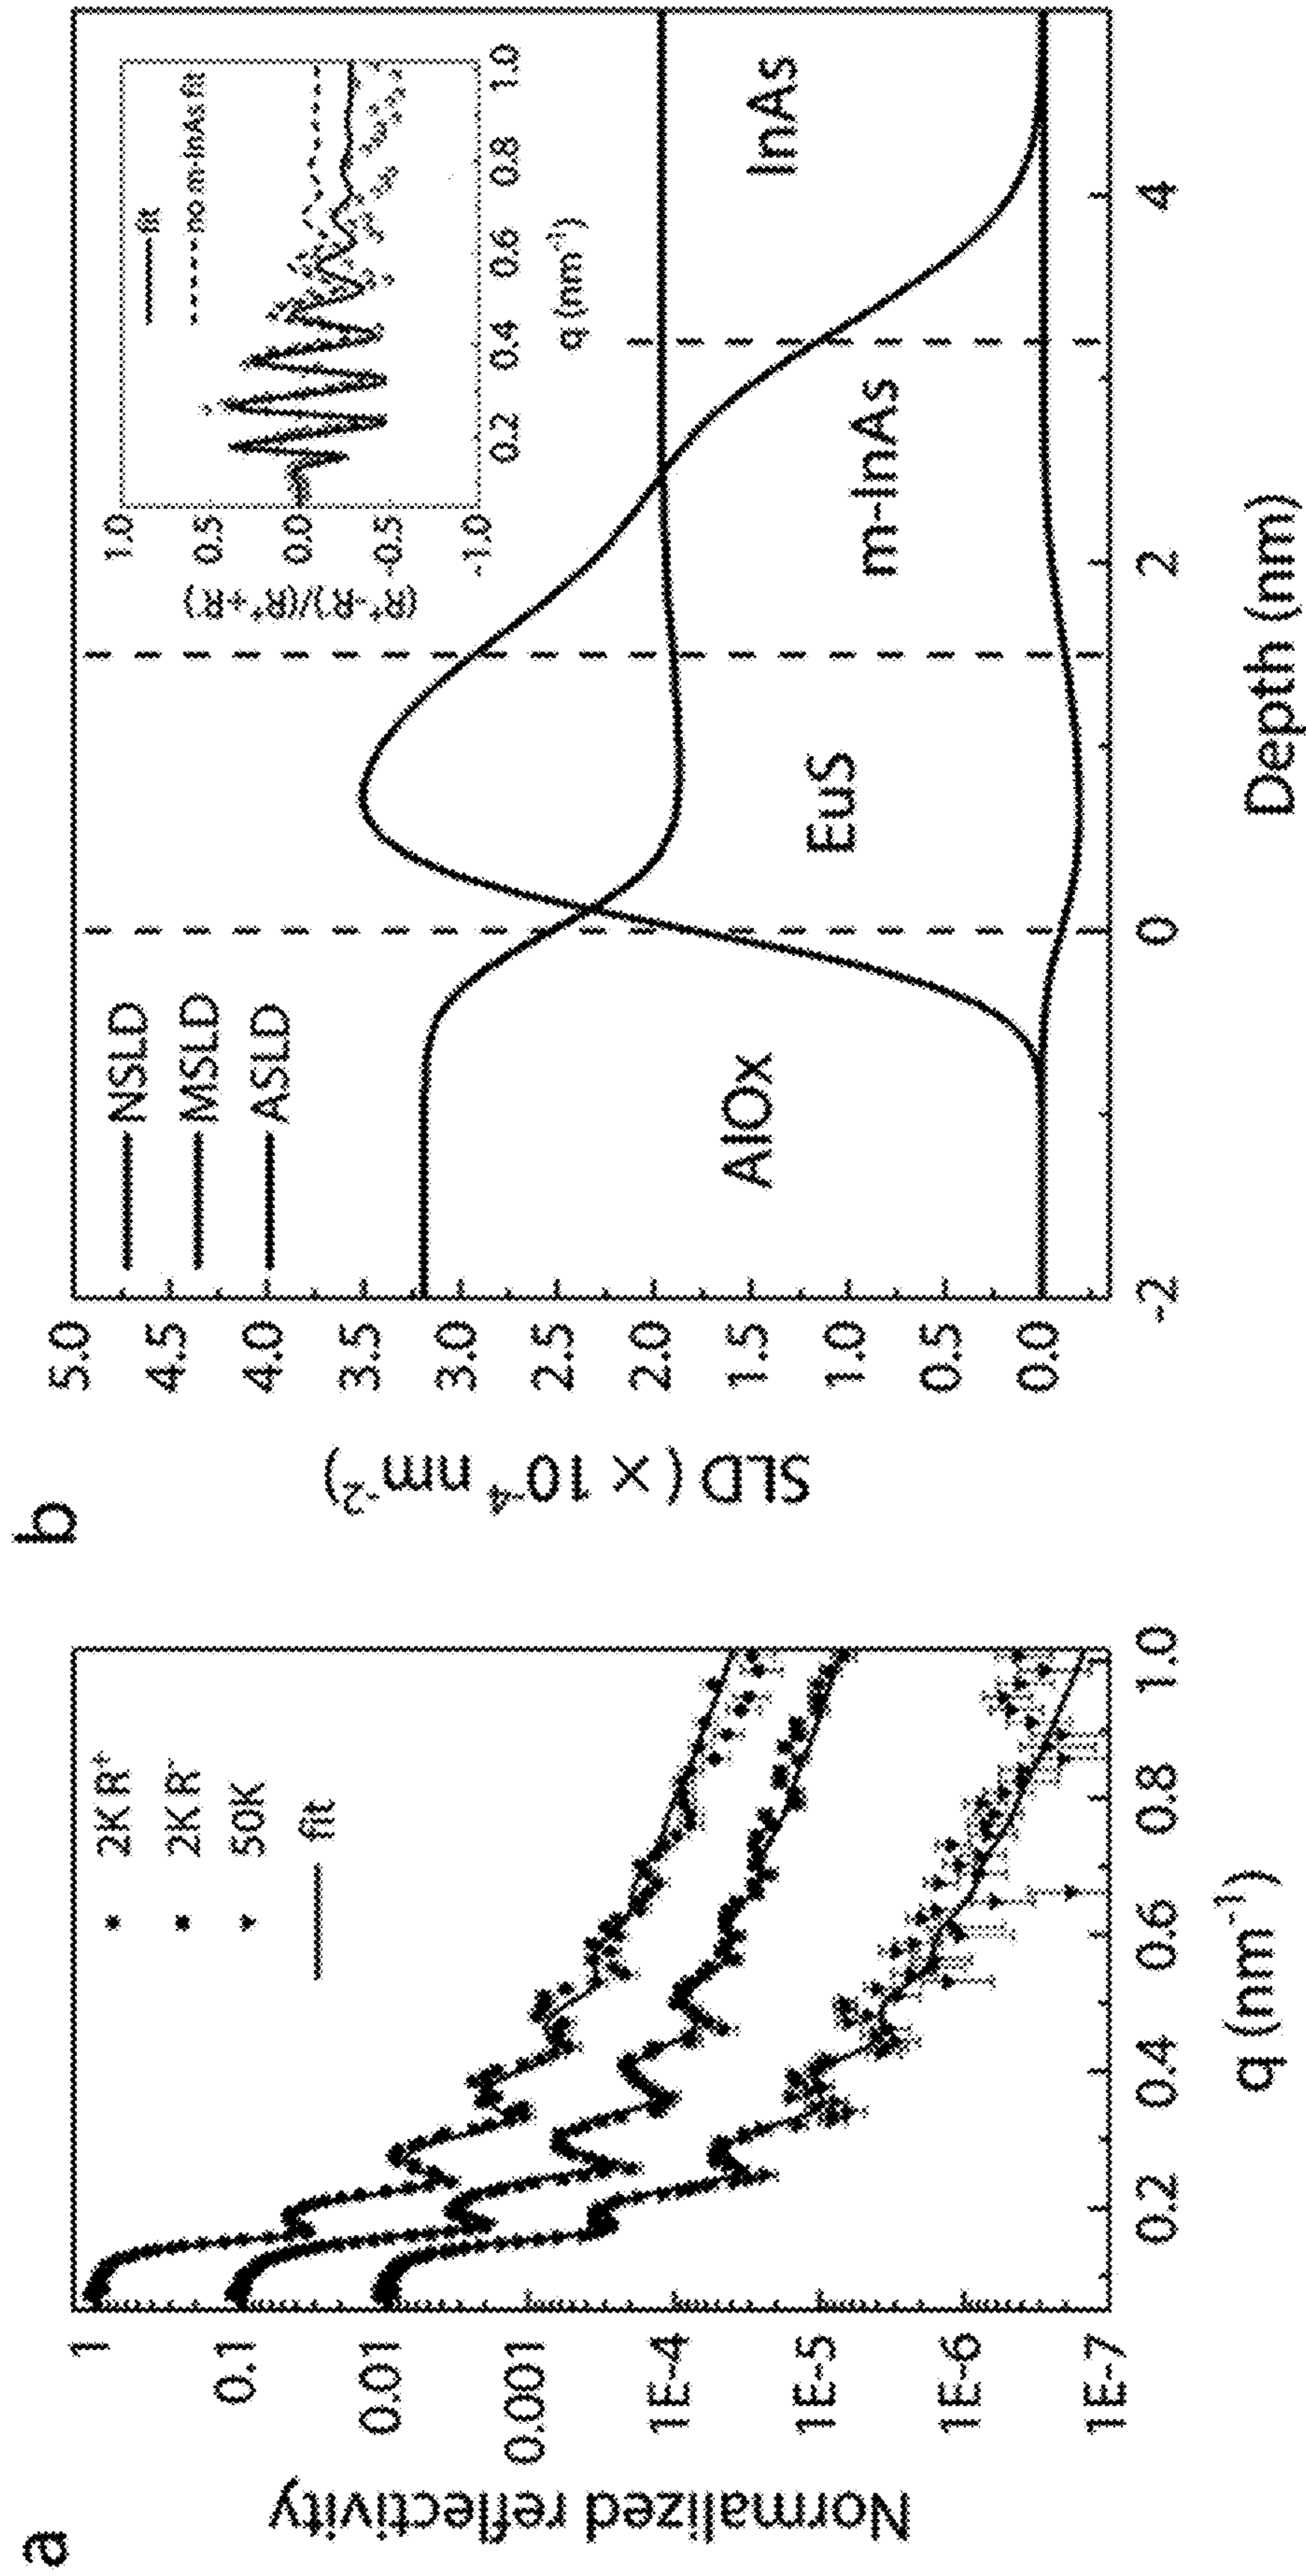 a
Normalized reflectivity
1
0.1
0.01
0.001
1E-4
1E-5
1E-6
1E-7
2K R⁺
2K R⁻
50K
fit
0.2
0.4
0.6
0.8
1.0
q (nm⁻¹)
b
SLD ( × 10⁻⁴ nm⁻²)
5.0
4.5
4.0
3.5
3.0
2.5
2.0
1.5
1.0
0.5
0.0
NSLD
MSLD
ASLD
AlOx
EuS
m-InAs
InAs
-2
0
2
4
Depth (nm)
(R⁺-R⁻)/(R⁺+R⁻)
1.0
0.5
0.0
-0.5
-1.0
fit
no m-InAs fit
0.2
0.4
0.6
0.8
1.0
q (nm⁻¹)